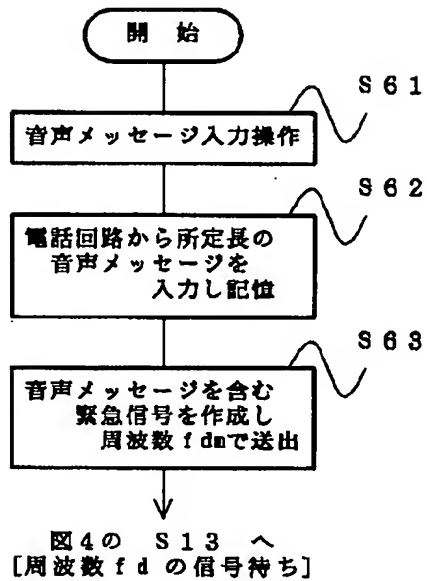 開 始
S61
音声メッセージ入力操作
S62
電話回路から所定長の
音声メッセージを
入力し記憶
S63
音声メッセージを含む
緊急信号を作成し
周波数fdmで送出
図4の S13 へ
[周波数fd の信号待ち]